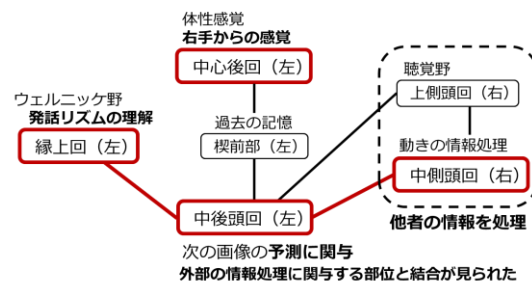 体性感覚
右手からの感覚
中心後回（左）
聴覚野
上側頭回（右）
ウェルニッケ野
発話リズムの理解
縁上回（左）
過去の記憶
楔前部（左）
動きの情報処理
中側頭回（右）
中後頭回（左）
他者の情報を処理
次の画像の予測に関与
外部の情報処理に関与する部位と結合が見られた